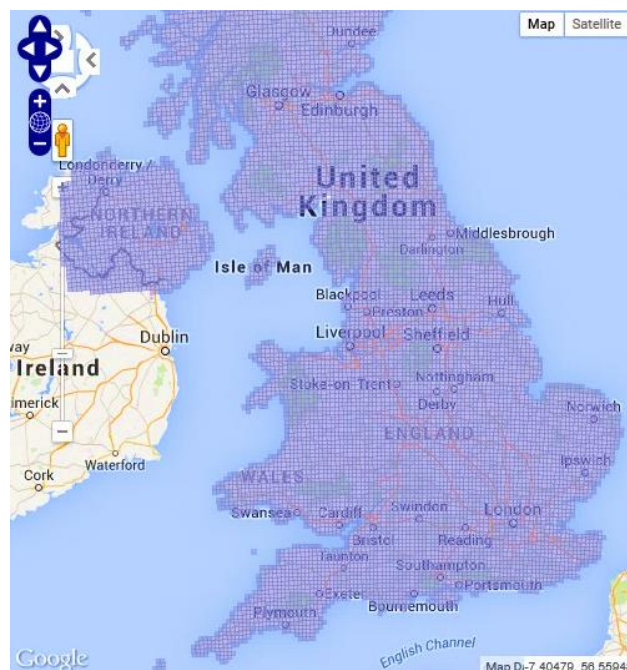 Map Satellite
Dundee
Glasgow
Edinburgh
Londonderry /
Derry
United
Kingdom
NORTHERN
IRELAND
Middlesbrough
Darlington
Isle of Man
Blackpool
Preston
Leeds
Hull
Dublin
Liverpool
Sheffield
way
Ireland
Stoke-on-Trent
Nottingham
Derby
Norwich
imerick
ENGLAND
Waterford
Ipswich
Cork
WALES
Swansea
Cardiff
Swindon
London
Bristol
Reading
Taunton
Southampton
Portsmouth
Exeter
Bournemouth
Plymouth
English Channel
Google